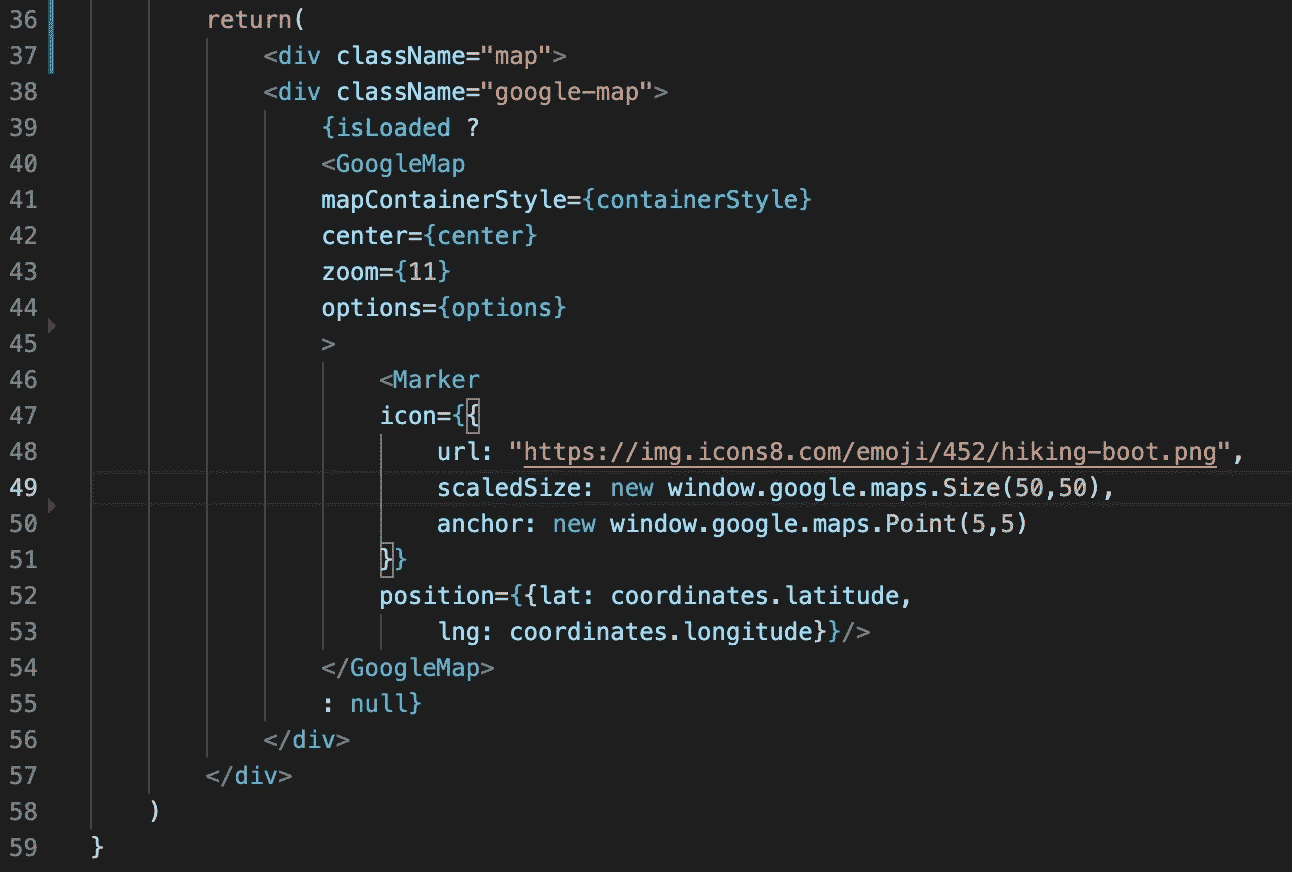 36 return(
37 <div className="map">
38 <div className="google-map">
39 {isLoaded ?
40 <GoogleMap
41 mapContainerStyle={containerStyle}
42 center={center}
43 zoom={11}
44 options={options}
45 >
46 <Marker
47 icon={{
48 url: "https://img.icons8.com/emoji/452/hiking-boot.png",
49 scaledSize: new window.google.maps.Size(50,50),
50 anchor: new window.google.maps.Point(5,5)
51 }}
52 position={{lat: coordinates.latitude,
53 lng: coordinates.longitude}}/>
54 </GoogleMap>
55 : null}
56 </div>
57 </div>
58 )
59 }